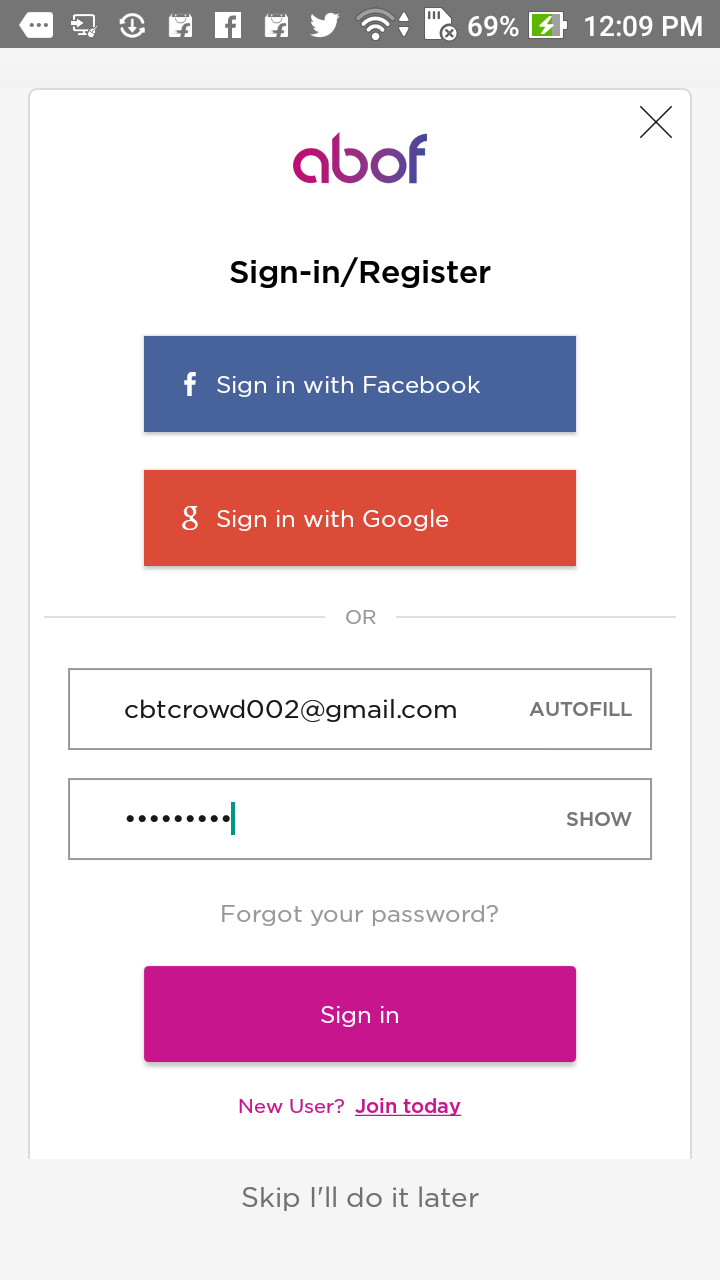 69% 12:09 PM
abof
Sign-in/Register
f Sign in with Facebook
g Sign in with Google
OR
cbtcrowd002@gmail.com AUTOFILL
••••••••• SHOW
Forgot your password?
Sign in
New User? Join today
Skip I'll do it later